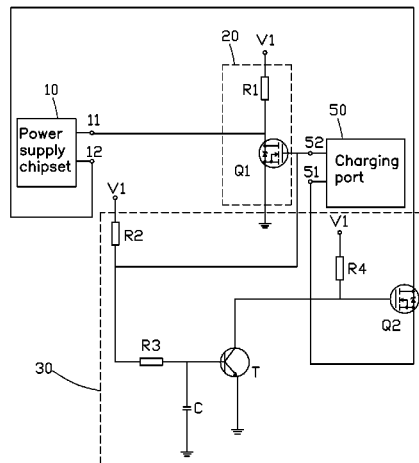 20
V1
10
R1
50
11
Power
supply
chipset
52
Charging
port
12
Q1
51
V1
V1
R2
R4
Q2
R3
T
30
C